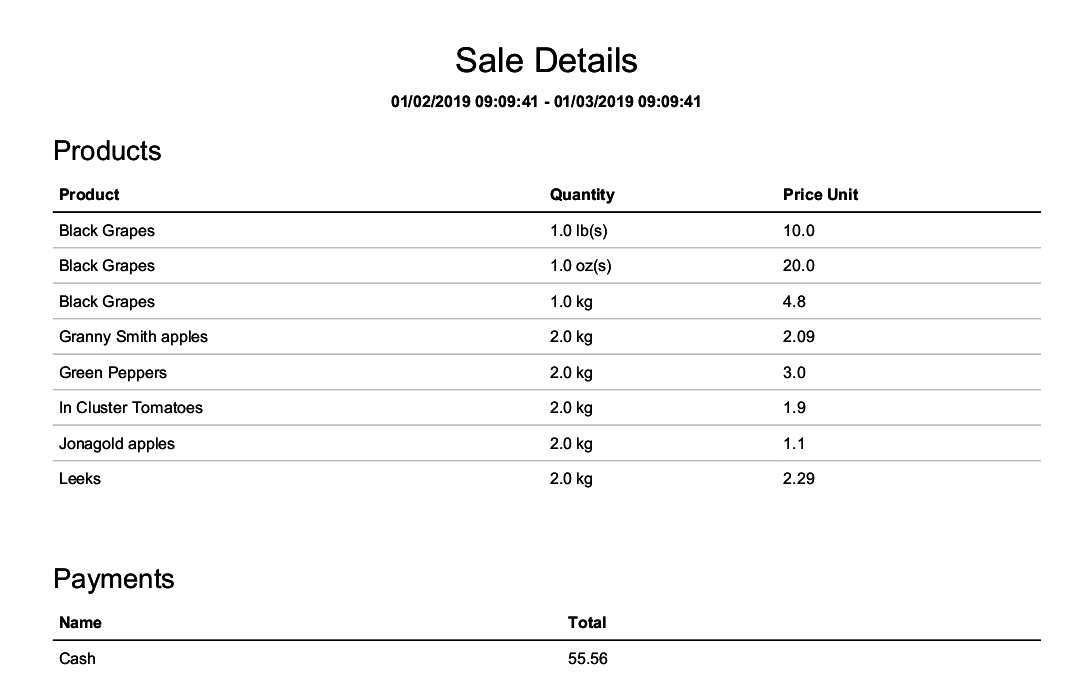 Sale Details
01/02/2019 09:09:41 - 01/03/2019 09:09:41
Products
Product Quantity Price Unit
Black Grapes 1.0 lb(s) 10.0
Black Grapes 1.0 oz(s) 20.0
Black Grapes 1.0 kg 4.8
Granny Smith apples 2.0 kg 2.09
Green Peppers 2.0 kg 3.0
In Cluster Tomatoes 2.0 kg 1.9
Jonagold apples 2.0 kg 1.1
Leeks 2.0 kg 2.29
Payments
Name Total
Cash 55.56